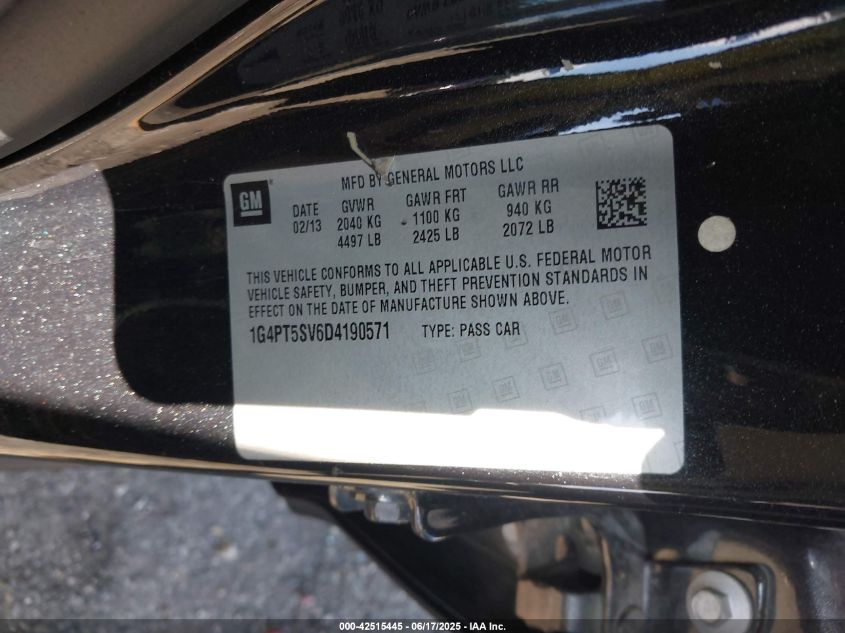 MFD BY GENERAL MOTORS LLC
GM
DATE GVWR GAWR FRT GAWR RR
02/13 2040 KG 1100 KG 940 KG
4497 LB 2425 LB 2072 LB
THIS VEHICLE CONFORMS TO ALL APPLICABLE U.S. FEDERAL MOTOR
VEHICLE SAFETY, BUMPER, AND THEFT PREVENTION STANDARDS IN
EFFECT ON THE DATE OF MANUFACTURE SHOWN ABOVE.
1G4PT5SV6D4190571 TYPE: PASS CAR
000-42515445 - 06/17/2025 - IAA Inc.